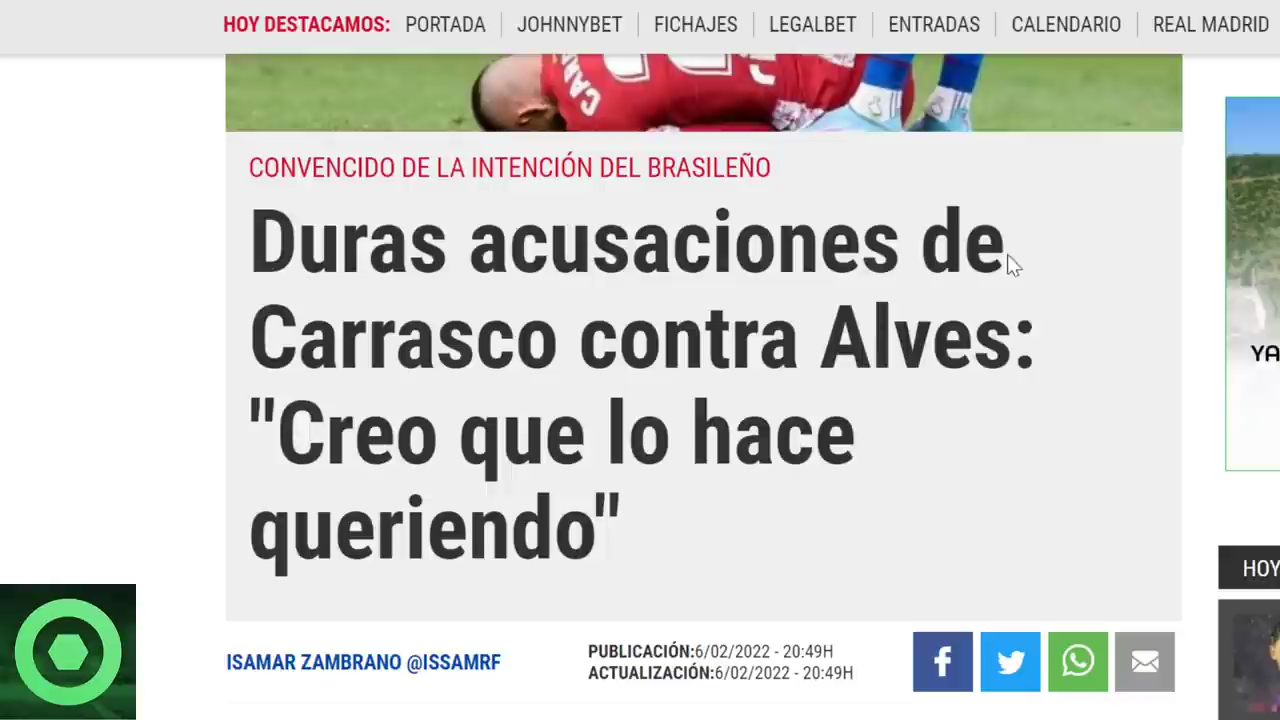 HOY DESTACAMOS: PORTADA JOHNNYBET FICHAJES LEGALBET ENTRADAS CALENDARIO REAL MADRID
CONVENCIDO DE LA INTENCIÓN DEL BRASILEÑO
Duras acusaciones de
Carrasco contra Alves:
"Creo que lo hace
queriendo"
ISAMAR ZAMBRANO @ISSAMRF
PUBLICACIÓN:6/02/2022 - 20:49H
ACTUALIZACIÓN:6/02/2022 - 20:49H
YA
HOY